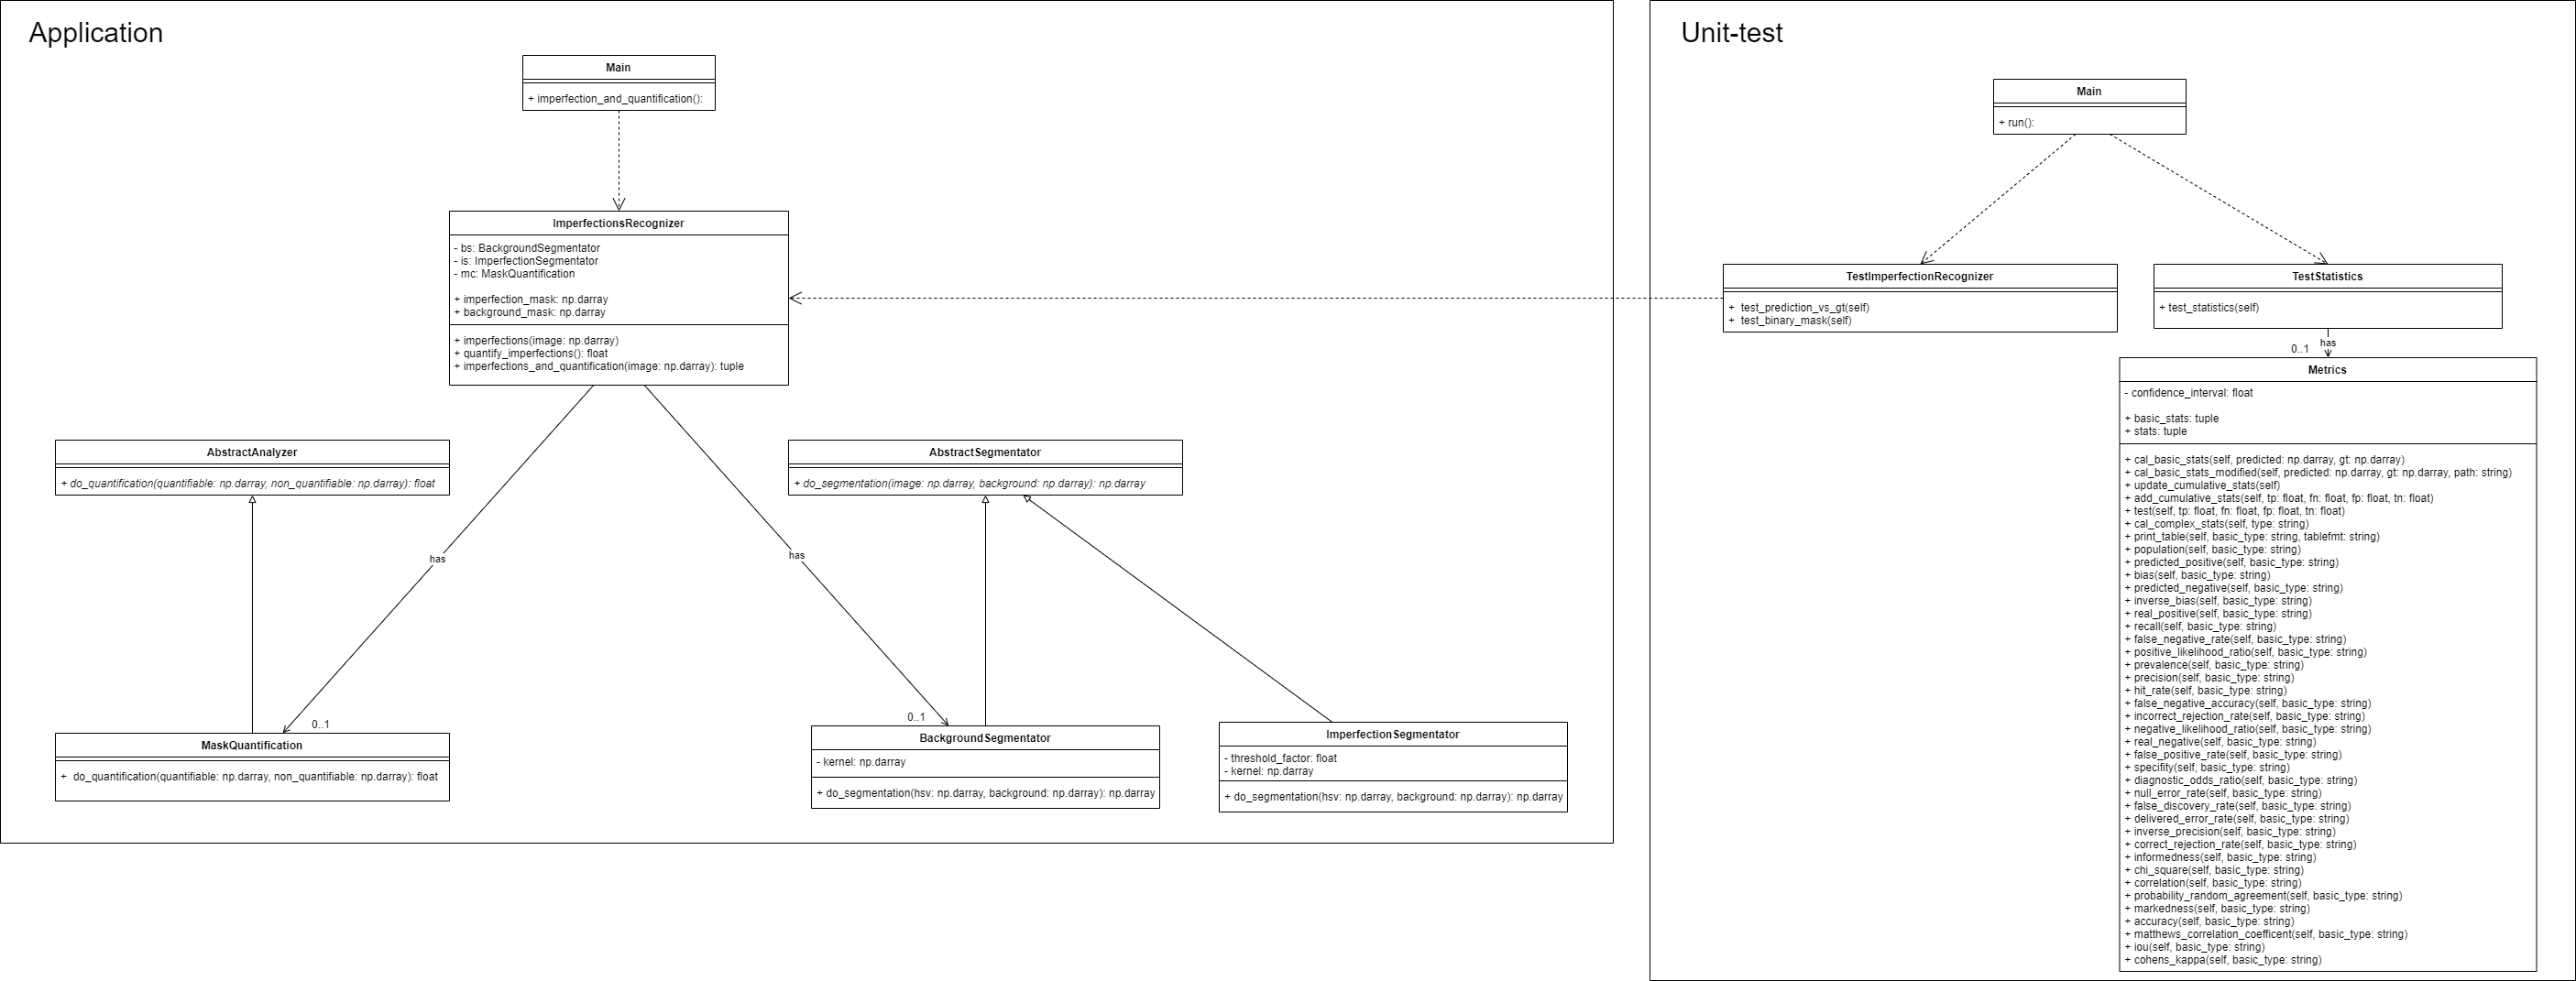 Application
Main
+ imperfection_and_quantification():
ImperfectionsRecognizer
- bs: BackgroundSegmentator
- is: ImperfectionSegmentator
- mc: MaskQuantification
+ imperfection_mask: np.darray
+ background_mask: np.darray
+ imperfections(image: np.darray)
+ quantify_imperfections(): float
+ imperfections_and_quantification(image: np.darray): tuple
AbstractAnalyzer
+ do_quantification(quantifiable: np.darray, non_quantifiable: np.darray): float
AbstractSegmentator
+ do_segmentation(image: np.darray, background: np.darray): np.darray
has
has
0..1
0..1
MaskQuantification
+ do_quantification(quantifiable: np.darray, non_quantifiable: np.darray): float
BackgroundSegmentator
- kernel: np.darray
+ do_segmentation(hsv: np.darray, background: np.darray): np.darray
ImperfectionSegmentator
- threshold_factor: float
- kernel: np.darray
+ do_segmentation(hsv: np.darray, background: np.darray): np.darray
Unit-test
Main
+ run():
TestImperfectionRecognizer
+ test_prediction_vs_gt(self)
+ test_binary_mask(self)
TestStatistics
+ test_statistics(self)
has
0..1
Metrics
- confidence_interval: float
+ basic_stats: tuple
+ stats: tuple
+ cal_basic_stats(self, predicted: np.darray, gt: np.darray)
+ cal_basic_stats_modified(self, predicted: np.darray, gt: np.darray, path: string)
+ update_cumulative_stats(self)
+ add_cumulative_stats(self, tp: float, fn: float, fp: float, tn: float)
+ test(self, tp: float, fn: float, fp: float, tn: float)
+ cal_complex_stats(self, type: string)
+ print_table(self, basic_type: string, tablefmt: string)
+ population(self, basic_type: string)
+ predicted_positive(self, basic_type: string)
+ bias(self, basic_type: string)
+ predicted_negative(self, basic_type: string)
+ inverse_bias(self, basic_type: string)
+ real_positive(self, basic_type: string)
+ recall(self, basic_type: string)
+ false_negative_rate(self, basic_type: string)
+ positive_likelihood_ratio(self, basic_type: string)
+ prevalence(self, basic_type: string)
+ precision(self, basic_type: string)
+ hit_rate(self, basic_type: string)
+ false_negative_accuracy(self, basic_type: string)
+ incorrect_rejection_rate(self, basic_type: string)
+ negative_likelihood_ratio(self, basic_type: string)
+ real_negative(self, basic_type: string)
+ false_positive_rate(self, basic_type: string)
+ specifity(self, basic_type: string)
+ diagnostic_odds_ratio(self, basic_type: string)
+ null_error_rate(self, basic_type: string)
+ false_discovery_rate(self, basic_type: string)
+ delivered_error_rate(self, basic_type: string)
+ inverse_precision(self, basic_type: string)
+ correct_rejection_rate(self, basic_type: string)
+ informedness(self, basic_type: string)
+ chi_square(self, basic_type: string)
+ correlation(self, basic_type: string)
+ probability_random_agreement(self, basic_type: string)
+ markedness(self, basic_type: string)
+ accuracy(self, basic_type: string)
+ matthews_correlation_coefficent(self, basic_type: string)
+ iou(self, basic_type: string)
+ cohens_kappa(self, basic_type: string)